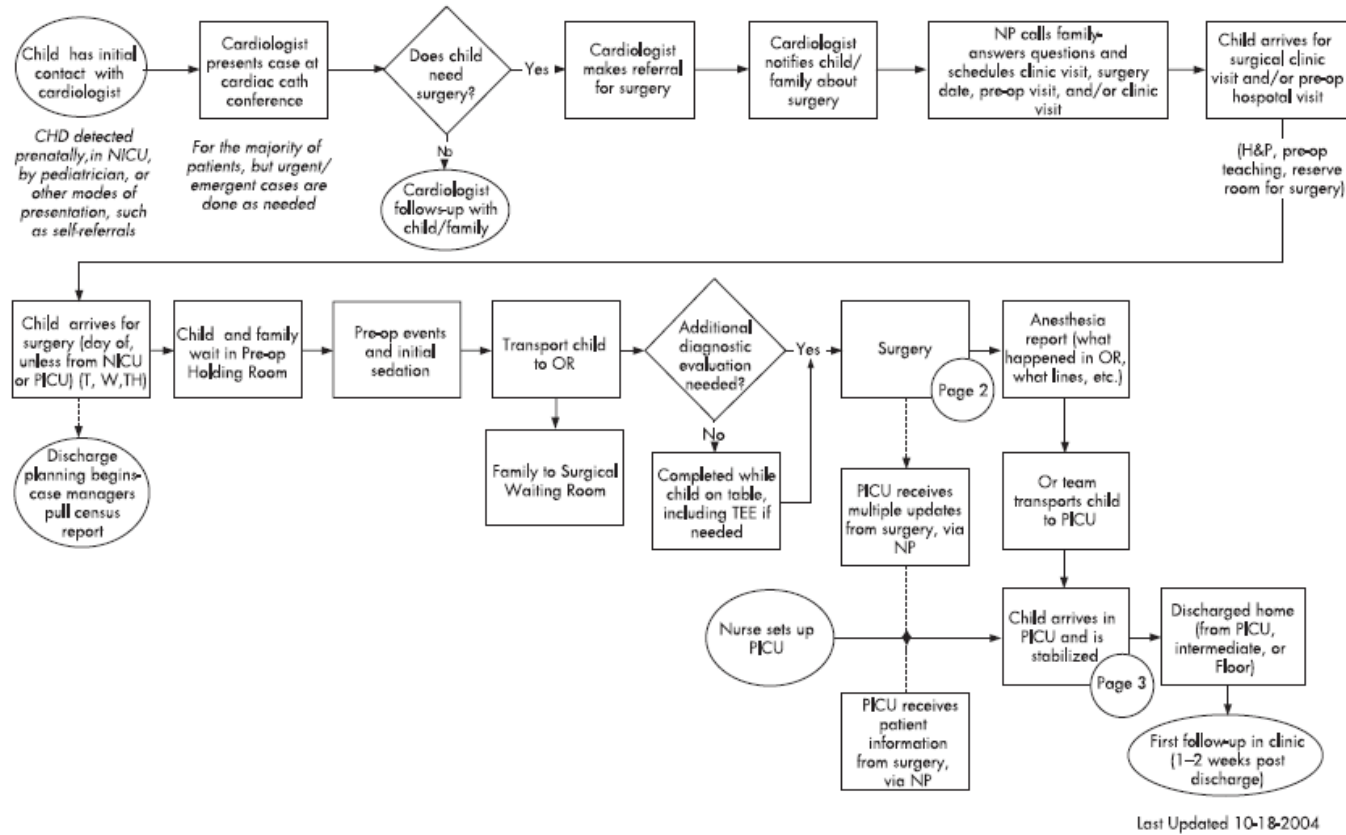 Child has initial
contact with
cardiologist
CHD detected
prenatally, in NICU,
by pediatrician, or
other modes of
presentation, such
as self-referrals
Cardiologist
presents case at
cardiac cath
conference
For the majority of
patients, but urgent/
emergent cases are
done as needed
Does child
need
surgery?
Yes
No
Cardiologist
follows-up with
child/family
Cardiologist
makes referral
for surgery
Cardiologist
notifies child/
family about
surgery
NP calls family-
answers questions and
schedules clinic visit, surgery
date, pre-op visit, and/or clinic
visit
Child arrives for
surgical clinic
visit and/or pre-op
hospotal visit
(H&P, pre-op
teaching, reserve
room for surgery)
Child arrives for
surgery (day of,
unless from NICU
or PICU) (T, W,TH)
Discharge
planning begins-
case managers
pull census
report
Child and family
wait in Pre-op
Holding Room
Pre-op events
and initial
sedation
Transport child
to OR
Family to Surgical
Waiting Room
Additional
diagnostic
evaluation
needed?
Yes
No
Completed while
child on table,
including TEE if
needed
Surgery
Page 2
Anesthesia
report (what
happened in OR,
what lines, etc.)
PICU receives
multiple updates
from surgery, via
NP
Or team
transports child
to PICU
Nurse sets up
PICU
Child arrives in
PICU and is
stabilized
Page 3
Discharged home
(from PICU,
intermediate, or
Floor)
PICU receives
patient
information
from surgery,
via NP
First follow-up in clinic
(1–2 weeks post
discharge)
Last Updated 10-18-2004